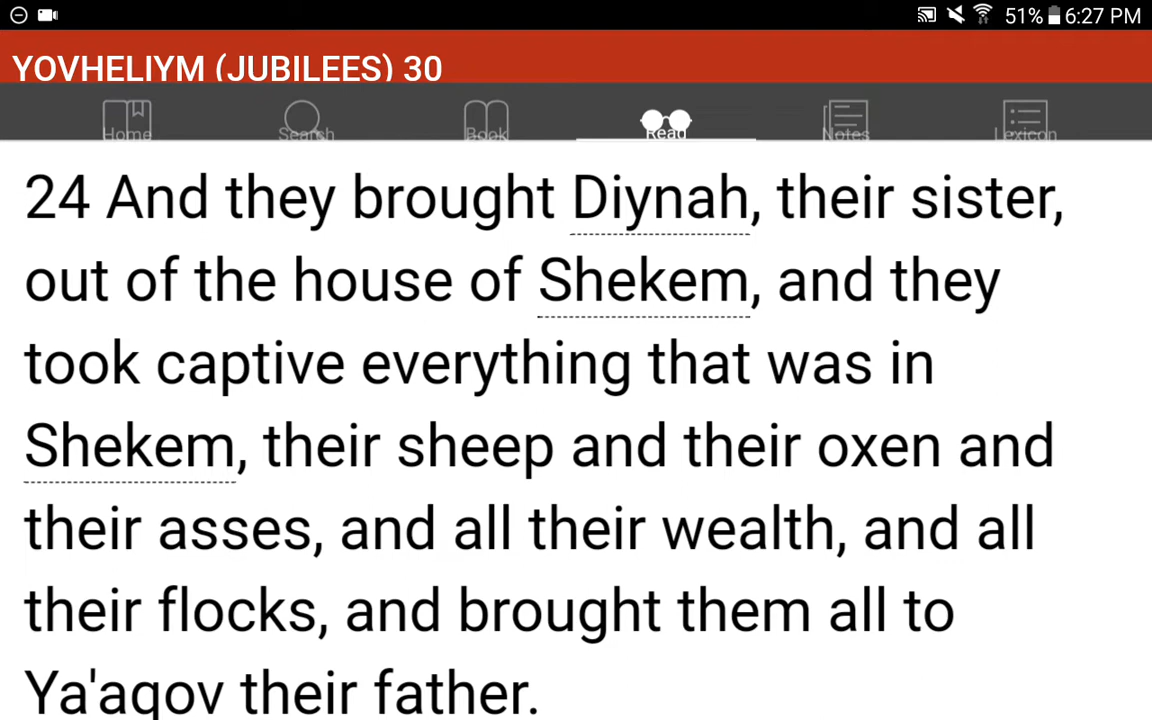 51% 6:27 PM
YOVHELIYM (JUBILEES) 30
Home Search Book Read Notes Lexicon
24 And they brought Diynah, their sister,
out of the house of Shekem, and they
took captive everything that was in
Shekem, their sheep and their oxen and
their asses, and all their wealth, and all
their flocks, and brought them all to
Ya'aqov their father.